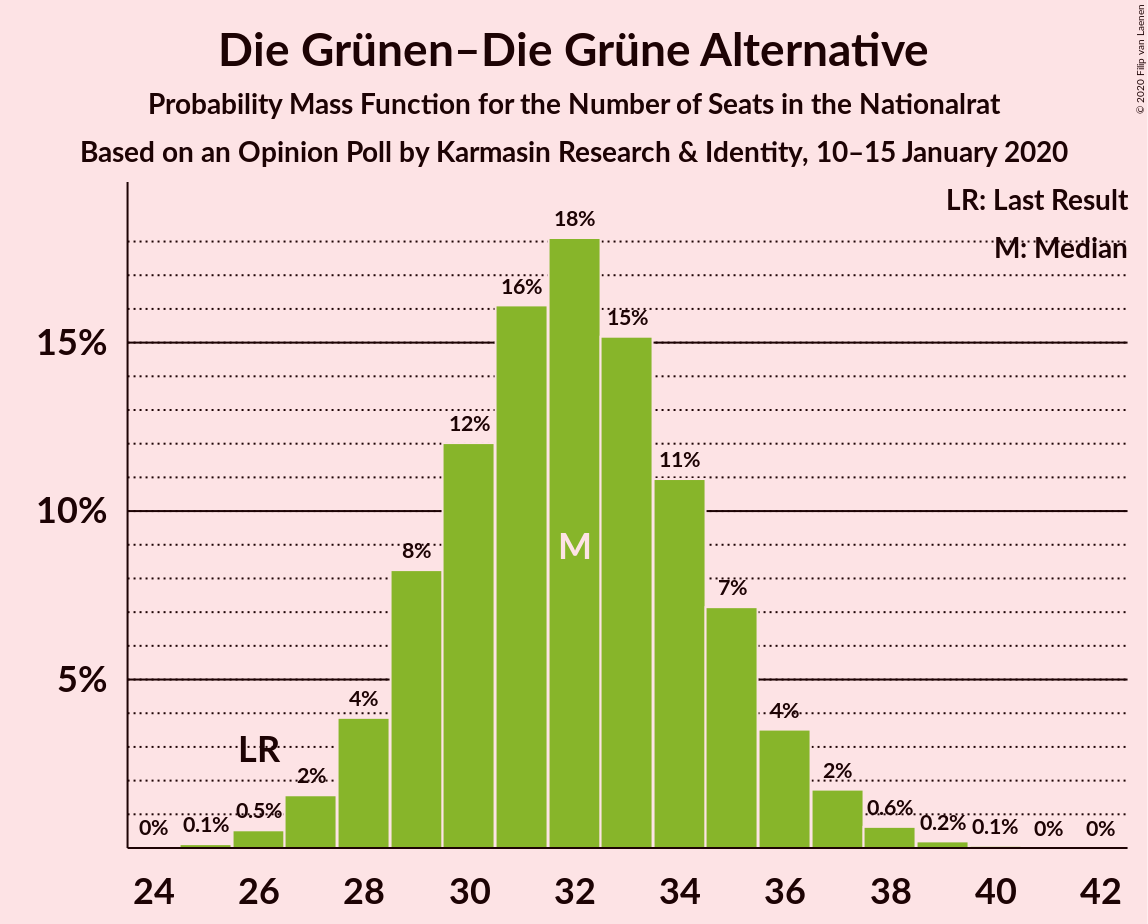 Die Grünen–Die Grüne Alternative
Probability Mass Function for the Number of Seats in the Nationalrat
Based on an Opinion Poll by Karmasin Research & Identity, 10–15 January 2020
© 2020 Filip van Laenen
LR: Last Result
M: Median
15%
10%
5%
0%
0.1%
0.5%
LR
2%
4%
8%
12%
16%
18%
M
15%
11%
7%
4%
2%
0.6%
0.2%
0.1%
0%
0%
24 26 28 30 32 34 36 38 40 42